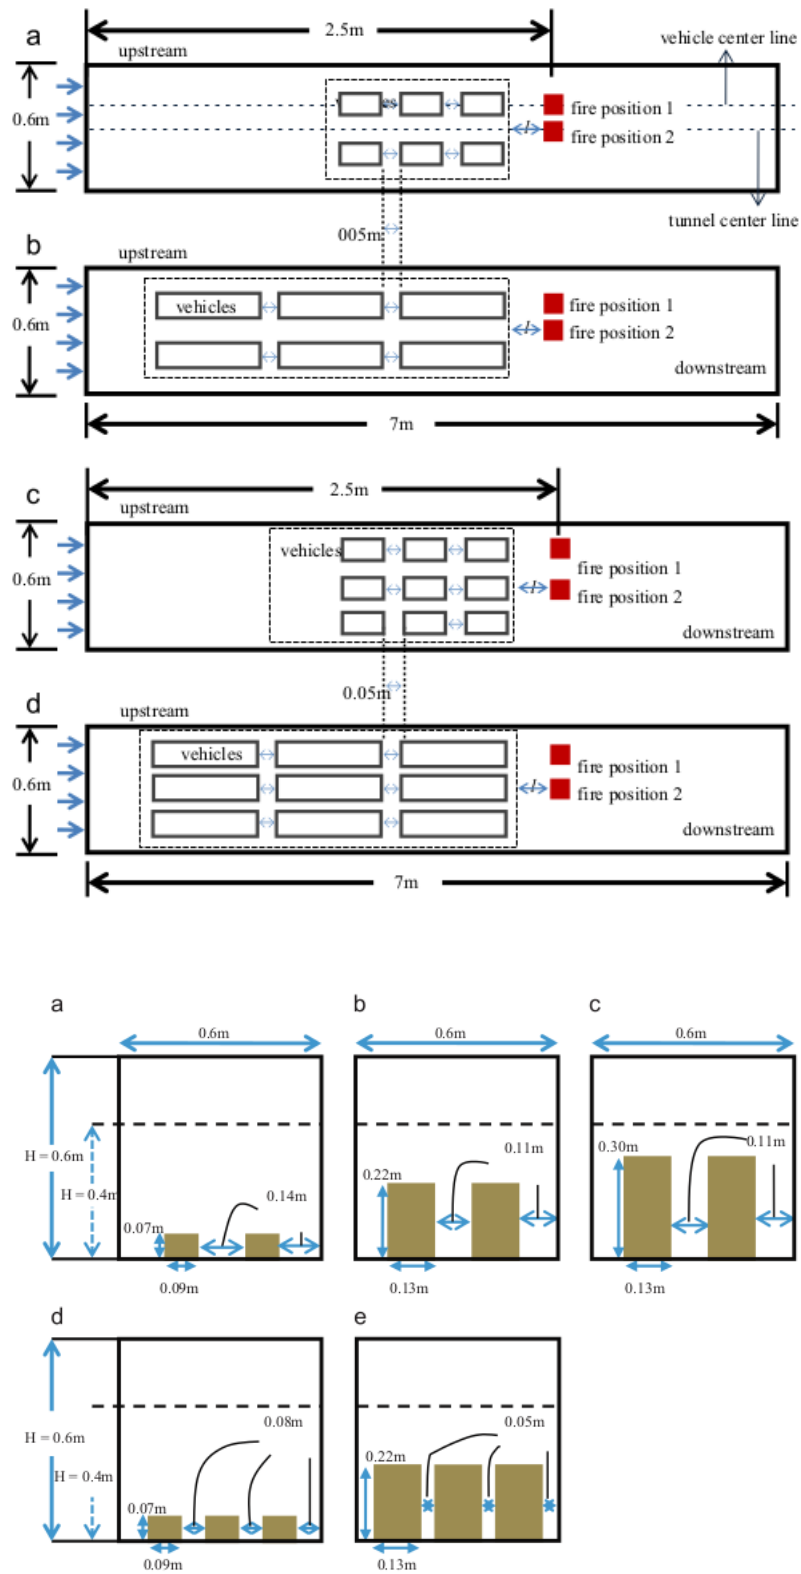 a
2.5m
upstream
vehicle center line
0.6m
fire position 1
fire position 2
l
tunnel center line
005m
b
upstream
0.6m
vehicles
fire position 1
l
fire position 2
downstream
7m
c
2.5m
upstream
vehicles
0.6m
fire position 1
l
fire position 2
downstream
0.05m
d
upstream
vehicles
0.6m
fire position 1
l
fire position 2
downstream
7m
a
b
c
0.6m
0.6m
0.6m
H = 0.6m
H = 0.4m
0.07m
0.14m
0.09m
0.22m
0.11m
0.13m
0.30m
0.11m
0.13m
d
e
H = 0.6m
H = 0.4m
0.07m
0.08m
0.09m
0.22m
0.05m
0.13m